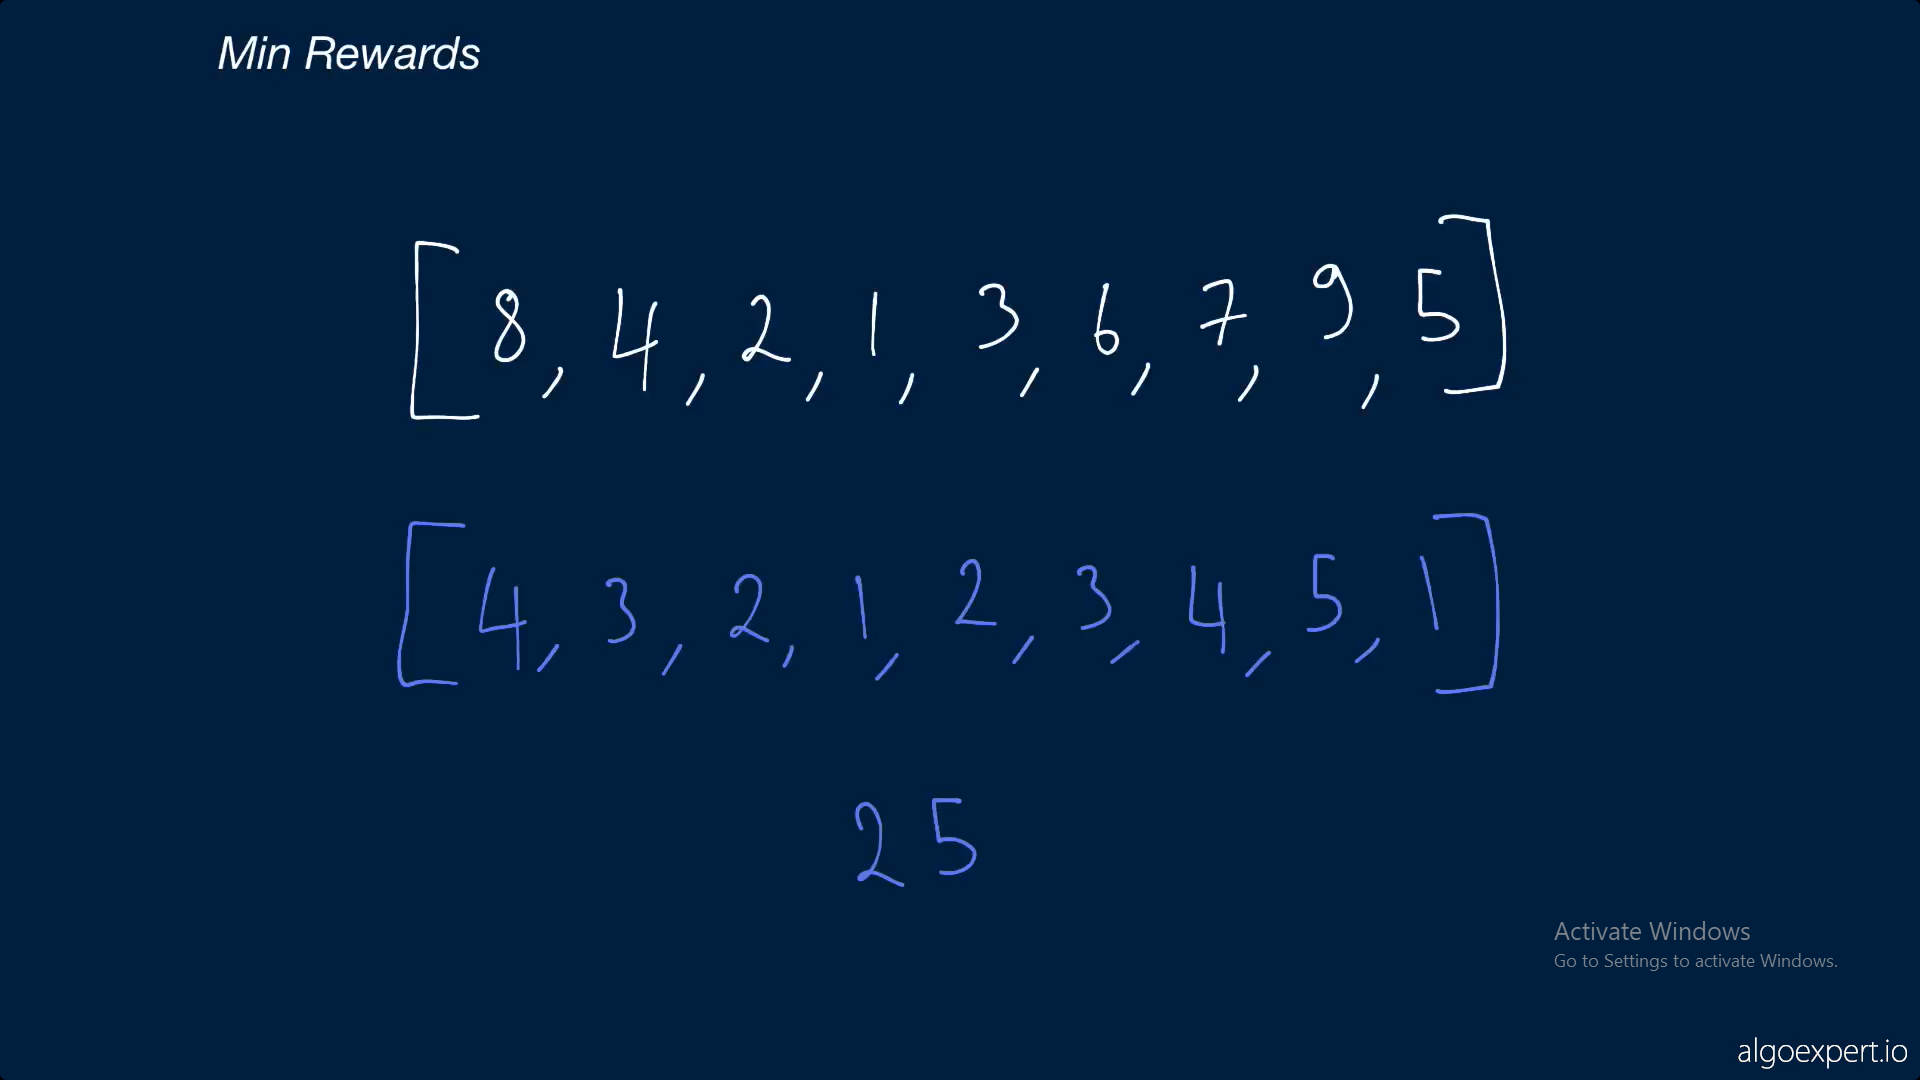 Min Rewards
[8, 4, 2, 1, 3, 6, 7, 9, 5]
[4, 3, 2, 1, 2, 3, 4, 5, 1]
25
Activate Windows
Go to Settings to activate Windows.
algoexpert.io